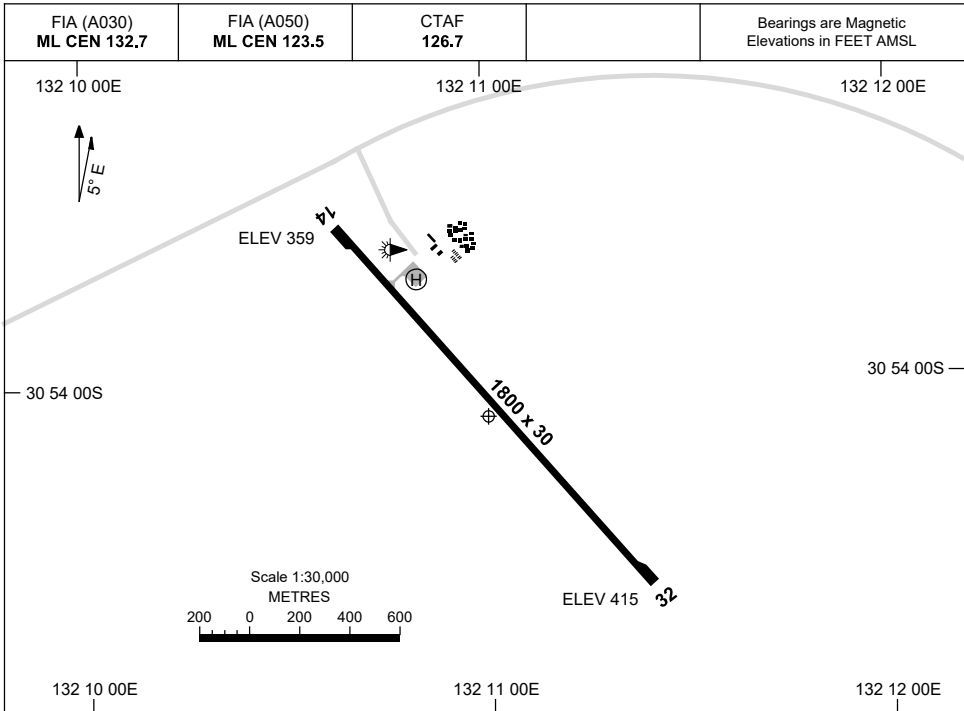 FIA (A030)
ML CEN 132.7
FIA (A050)
ML CEN 123.5
CTAF
126.7
Bearings are Magnetic
Elevations in FEET AMSL
132 10 00E
132 11 00E
132 12 00E
5° E
14
ELEV 359
H
30 54 00S
30 54 00S
1800 x 30
Scale 1:30,000
METRES
200 0 200 400 600
ELEV 415
32
132 10 00E
132 11 00E
132 12 00E